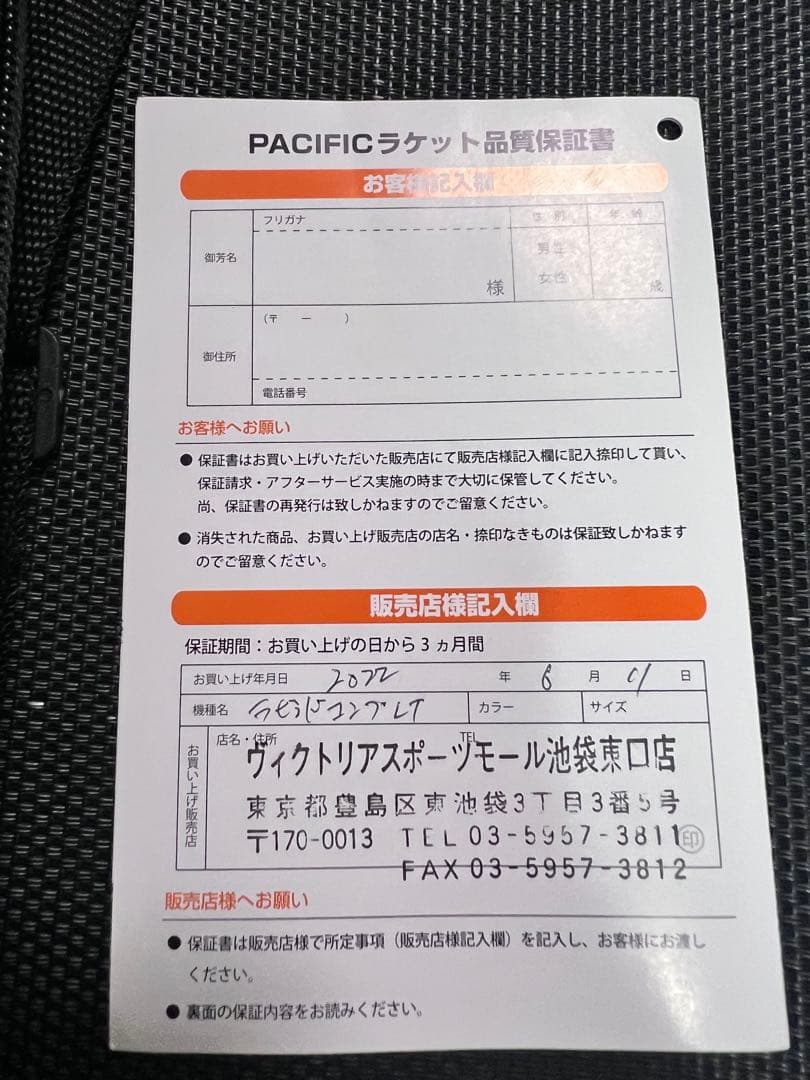 PACIFICラケット品質保証書
お客様記入欄
フリガナ 性別 年齢
御芳名 様 男性 女性 歳
(〒 ー )
御住所
電話番号
お客様へお願い
● 保証書はお買い上げいただいた販売店にて販売店様記入欄に記入捺印して貰い、
保証請求・アフターサービス実施の時まで大切に保管してください。
尚、保証書の再発行は致しかねますのでご留意ください。
● 消失された商品、お買い上げ販売店の店名・捺印なきものは保証致しかねます
のでご留意ください。
販売店様記入欄
保証期間：お買い上げの日から3ヵ月間
お買い上げ年月日 2022 年 6 月 01 日
機種名 コンプレT カラー サイズ
お買い上げ販売店
店名・住所 TEL
ヴィクトリアスポーツモール池袋東口店
東京都豊島区東池袋3丁目3番5号
〒170-0013 TEL 03-5957-3811 印
FAX 03-5957-3812
販売店様へお願い
● 保証書は販売店様で所定事項（販売店様記入欄）を記入し、お客様にお渡し
ください。
● 裏面の保証内容をお読みください。